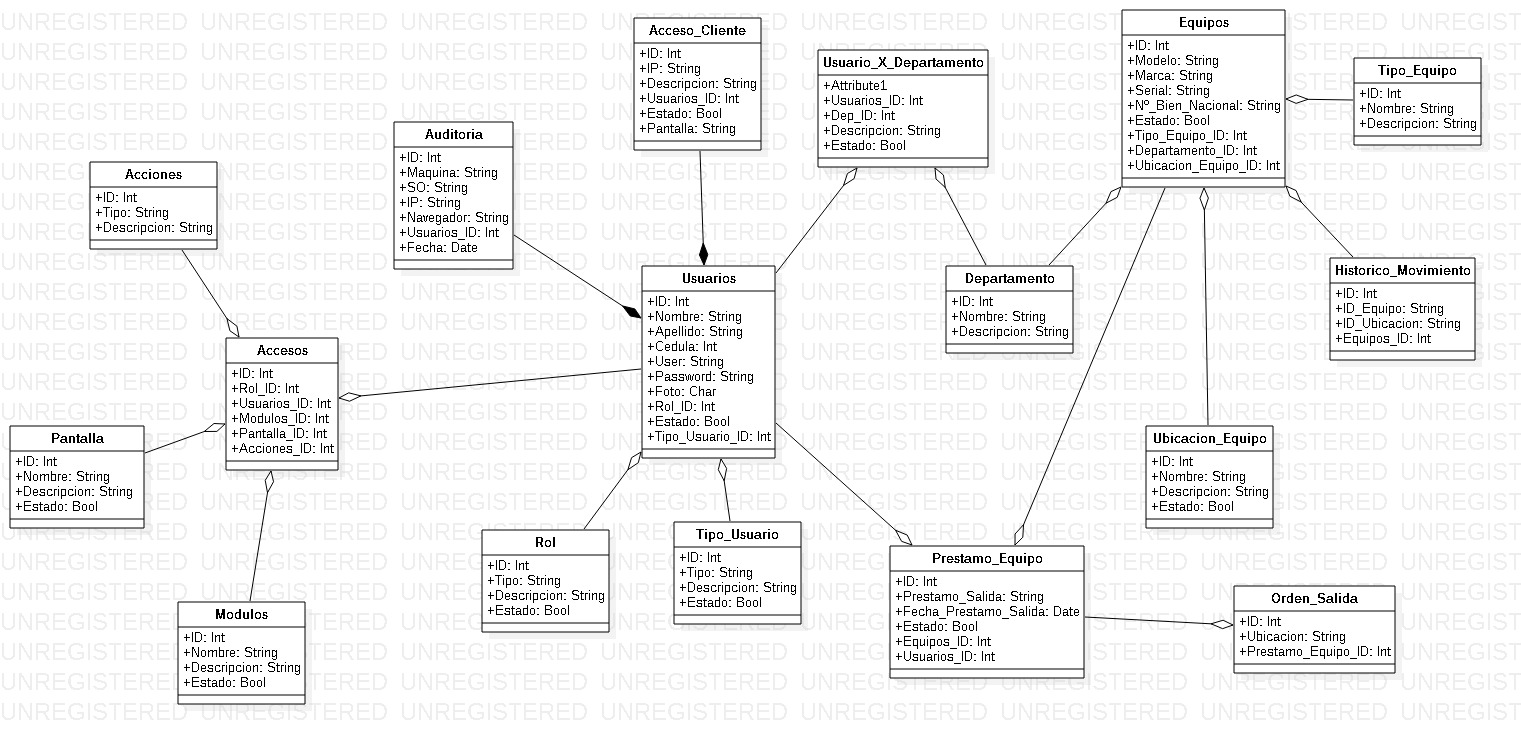 Acceso_Cliente
+ID: Int
+IP: String
+Descripcion: String
+Usuarios_ID: Int
+Estado: Bool
+Pantalla: String
Usuario_X_Departamento
+Attribute1
+Usuarios_ID: Int
+Dep_ID: Int
+Descripcion: String
+Estado: Bool
Equipos
+ID: Int
+Modelo: String
+Marca: String
+Serial: String
+Nº_Bien_Nacional: String
+Estado: Bool
+Tipo_Equipo_ID: Int
+Departamento_ID: Int
+Ubicacion_Equipo_ID: Int
Tipo_Equipo
+ID: Int
+Nombre: String
+Descripcion: String
Auditoria
+ID: Int
+Maquina: String
+SO: String
+IP: String
+Navegador: String
+Usuarios_ID: Int
+Fecha: Date
Acciones
+ID: Int
+Tipo: String
+Descripcion: String
Usuarios
+ID: Int
+Nombre: String
+Apellido: String
+Cedula: Int
+User: String
+Password: String
+Foto: Char
+Rol_ID: Int
+Estado: Bool
+Tipo_Usuario_ID: Int
Departamento
+ID: Int
+Nombre: String
+Descripcion: String
Historico_Movimiento
+ID: Int
+ID_Equipo: String
+ID_Ubicacion: String
+Equipos_ID: Int
Accesos
+ID: Int
+Rol_ID: Int
+Usuarios_ID: Int
+Modulos_ID: Int
+Pantalla_ID: Int
+Acciones_ID: Int
Pantalla
+ID: Int
+Nombre: String
+Descripcion: String
+Estado: Bool
Ubicacion_Equipo
+ID: Int
+Nombre: String
+Descripcion: String
+Estado: Bool
Rol
+ID: Int
+Tipo: String
+Descripcion: String
+Estado: Bool
Tipo_Usuario
+ID: Int
+Tipo: String
+Descripcion: String
+Estado: Bool
Prestamo_Equipo
+ID: Int
+Prestamo_Salida: String
+Fecha_Prestamo_Salida: Date
+Estado: Bool
+Equipos_ID: Int
+Usuarios_ID: Int
Orden_Salida
+ID: Int
+Ubicacion: String
+Prestamo_Equipo_ID: Int
Modulos
+ID: Int
+Nombre: String
+Descripcion: String
+Estado: Bool
UNREGISTERED